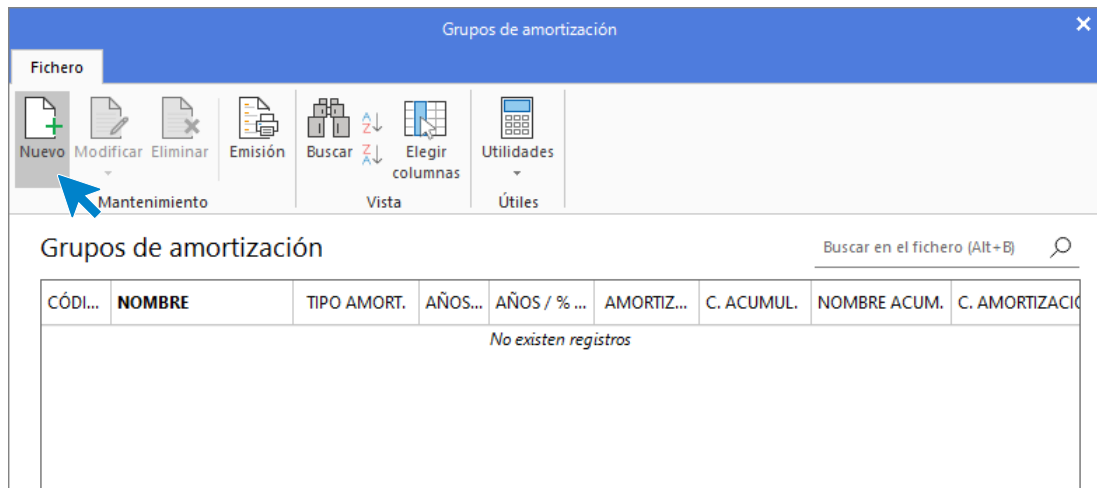 Grupos de amortización
Fichero
Nuevo Modificar Eliminar Emisión Buscar Elegir columnas Utilidades
Mantenimiento Vista Útiles
Grupos de amortización Buscar en el fichero (Alt+B)
CÓDI... NOMBRE TIPO AMORT. AÑOS... AÑOS / % ... AMORTIZ... C. ACUMUL. NOMBRE ACUM. C. AMORTIZACIÓ
No existen registros